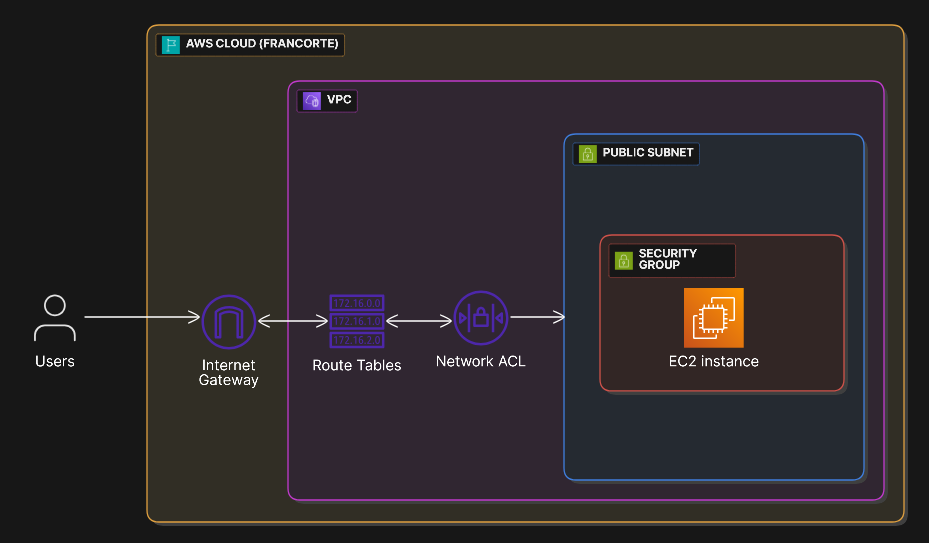 AWS CLOUD (FRANCORTE)
VPC
PUBLIC SUBNET
SECURITY
GROUP
172.16.0.0
172.16.1.0
172.16.2.0
Users
Internet
Gateway
Route Tables
Network ACL
EC2 instance